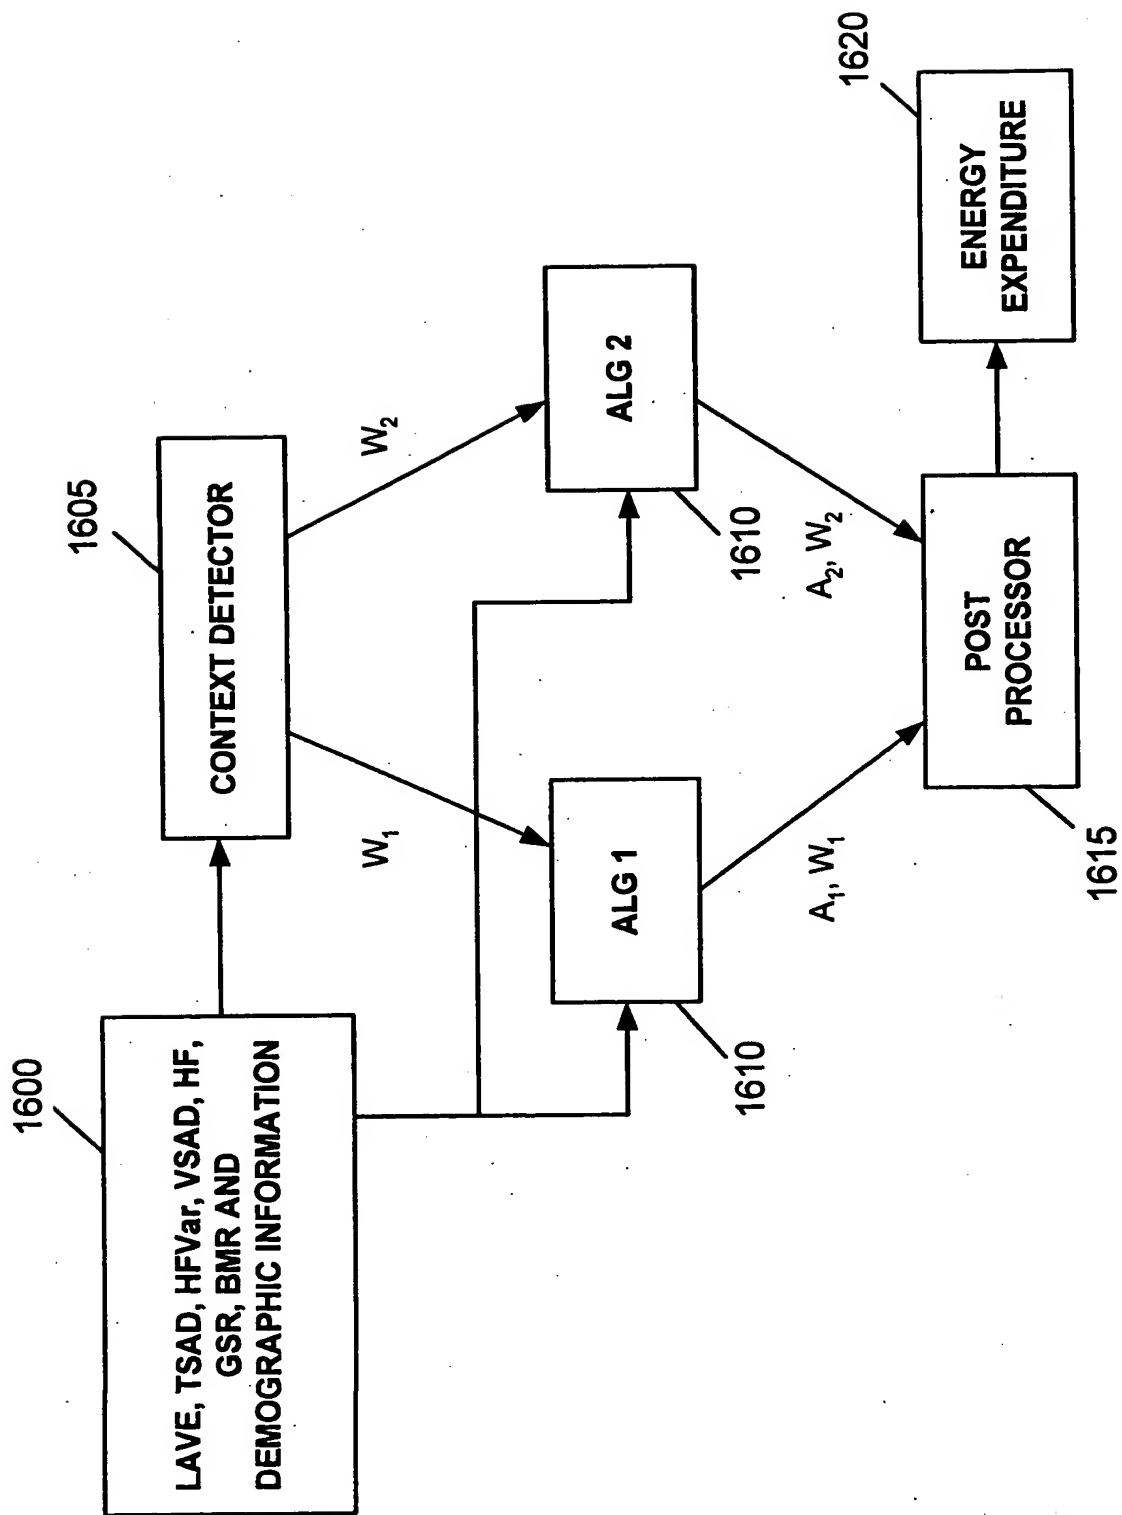 1600
LAVE, TSAD, HFVar, VSAD, HF,
GSR, BMR AND
DEMOGRAPHIC INFORMATION
1605
CONTEXT DETECTOR
W₁
W₂
ALG 1
1610
ALG 2
1610
A₁, W₁
A₂, W₂
POST
PROCESSOR
1615
ENERGY
EXPENDITURE
1620